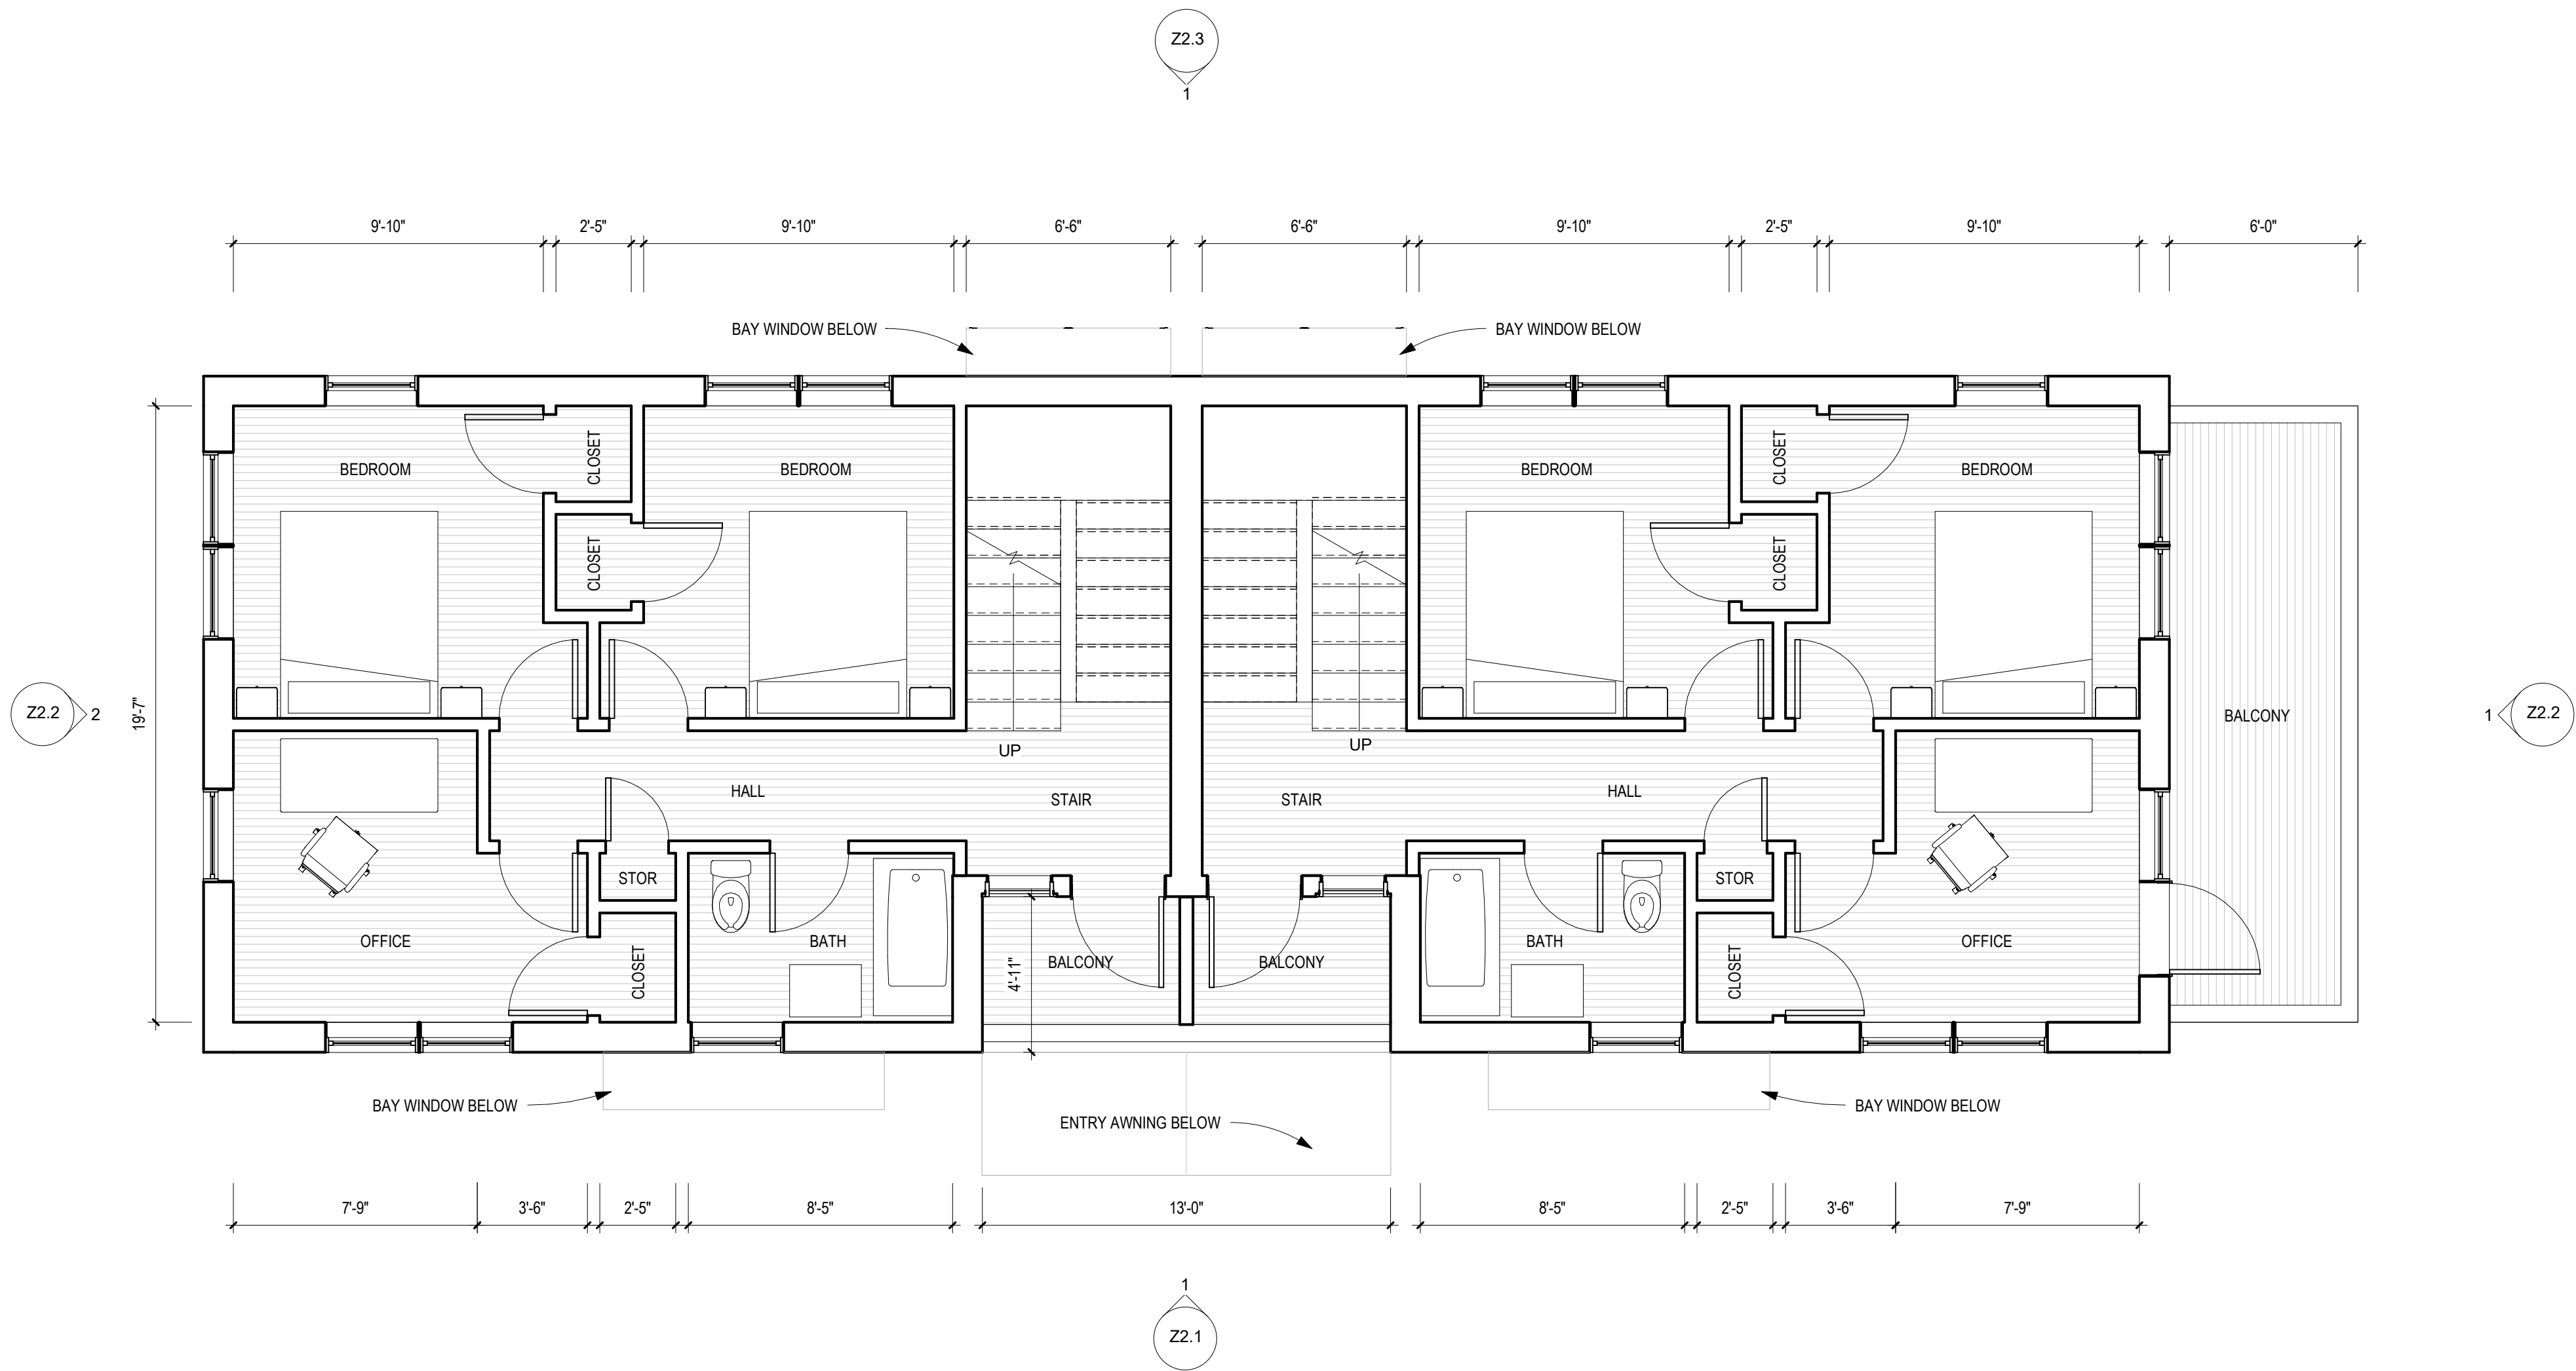 Z2.3
1
9'-10"
2'-5"
9'-10"
6'-6"
6'-6"
9'-10"
2'-5"
9'-10"
6'-0"
BAY WINDOW BELOW
BAY WINDOW BELOW
BEDROOM
CLOSET
BEDROOM
BEDROOM
CLOSET
BEDROOM
CLOSET
CLOSET
Z2.2
2
19'-7"
BALCONY
1
Z2.2
UP
UP
HALL
STAIR
STAIR
HALL
STOR
STOR
OFFICE
BATH
BATH
OFFICE
CLOSET
4'-11"
BALCONY
BALCONY
CLOSET
BAY WINDOW BELOW
ENTRY AWNING BELOW
BAY WINDOW BELOW
7'-9"
3'-6"
2'-5"
8'-5"
13'-0"
8'-5"
2'-5"
3'-6"
7'-9"
1
Z2.1